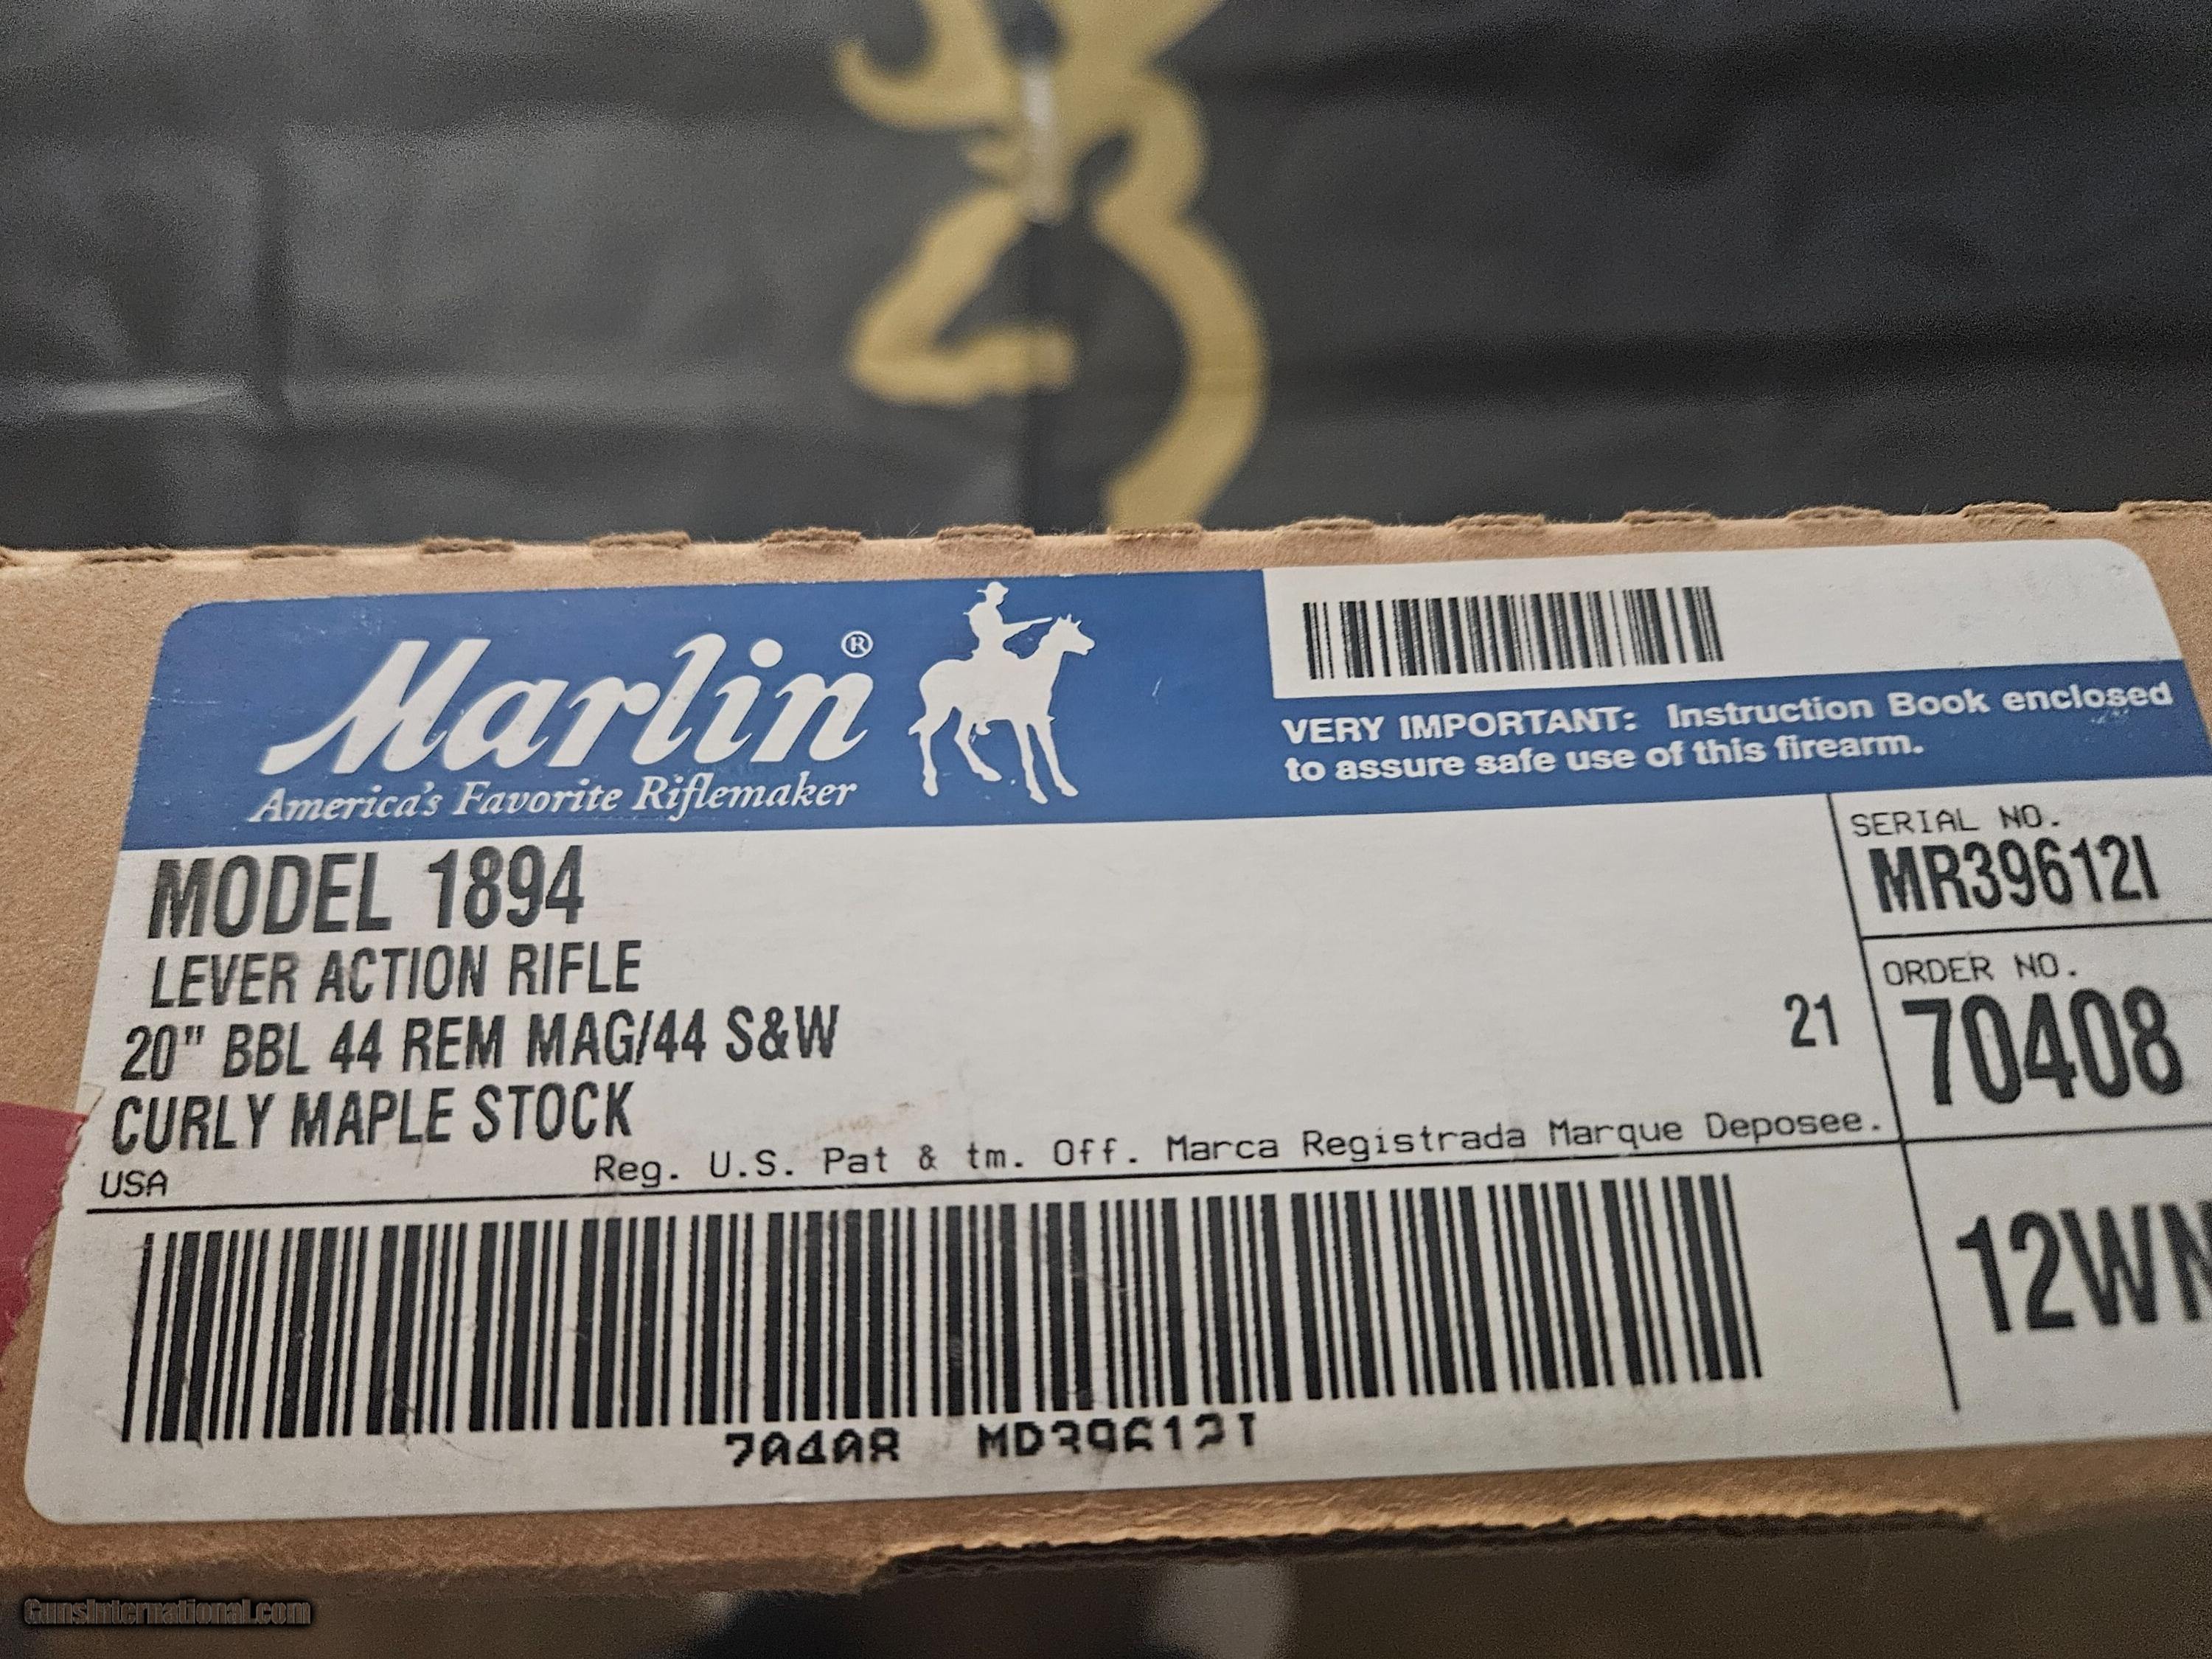 Marlin®
America's Favorite Riflemaker
VERY IMPORTANT: Instruction Book enclosed
to assure safe use of this firearm.
MODEL 1894
LEVER ACTION RIFLE
20" BBL 44 REM MAG/44 S&W
CURLY MAPLE STOCK
21
SERIAL NO.
MR39612I
ORDER NO.
70408
USA
Reg. U.S. Pat & tm. Off. Marca Registrada Marque Deposee.
12WN
70408 MR39612I
GunsInternational.com